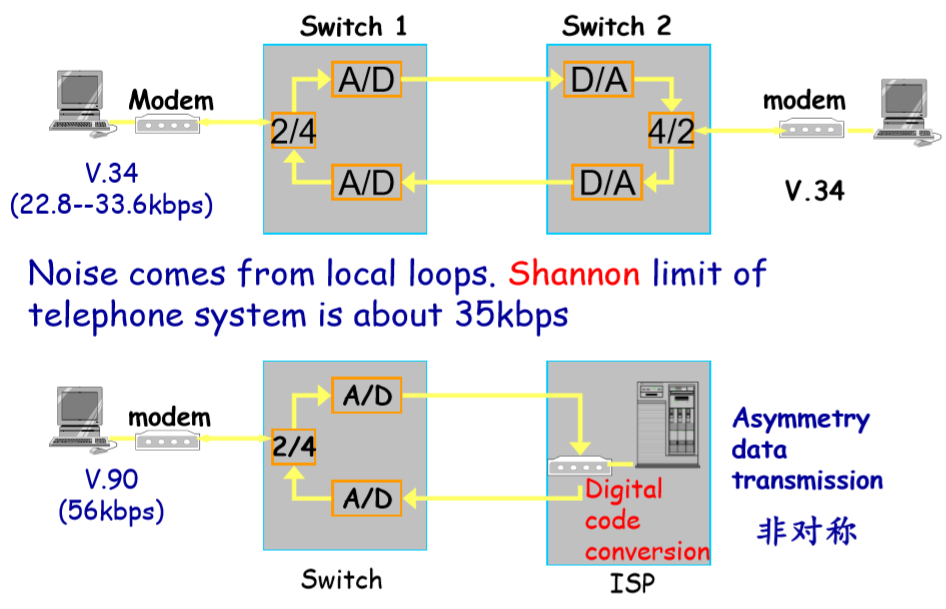 Switch 1
Switch 2
A/D
D/A
Modem
modem
2/4
4/2
V.34
(22.8--33.6kbps)
A/D
D/A
V.34
Noise comes from local loops. Shannon limit of
telephone system is about 35kbps
modem
A/D
2/4
V.90
(56kbps)
A/D
Digital
code
conversion
Asymmetry
data
transmission
非对称
Switch
ISP